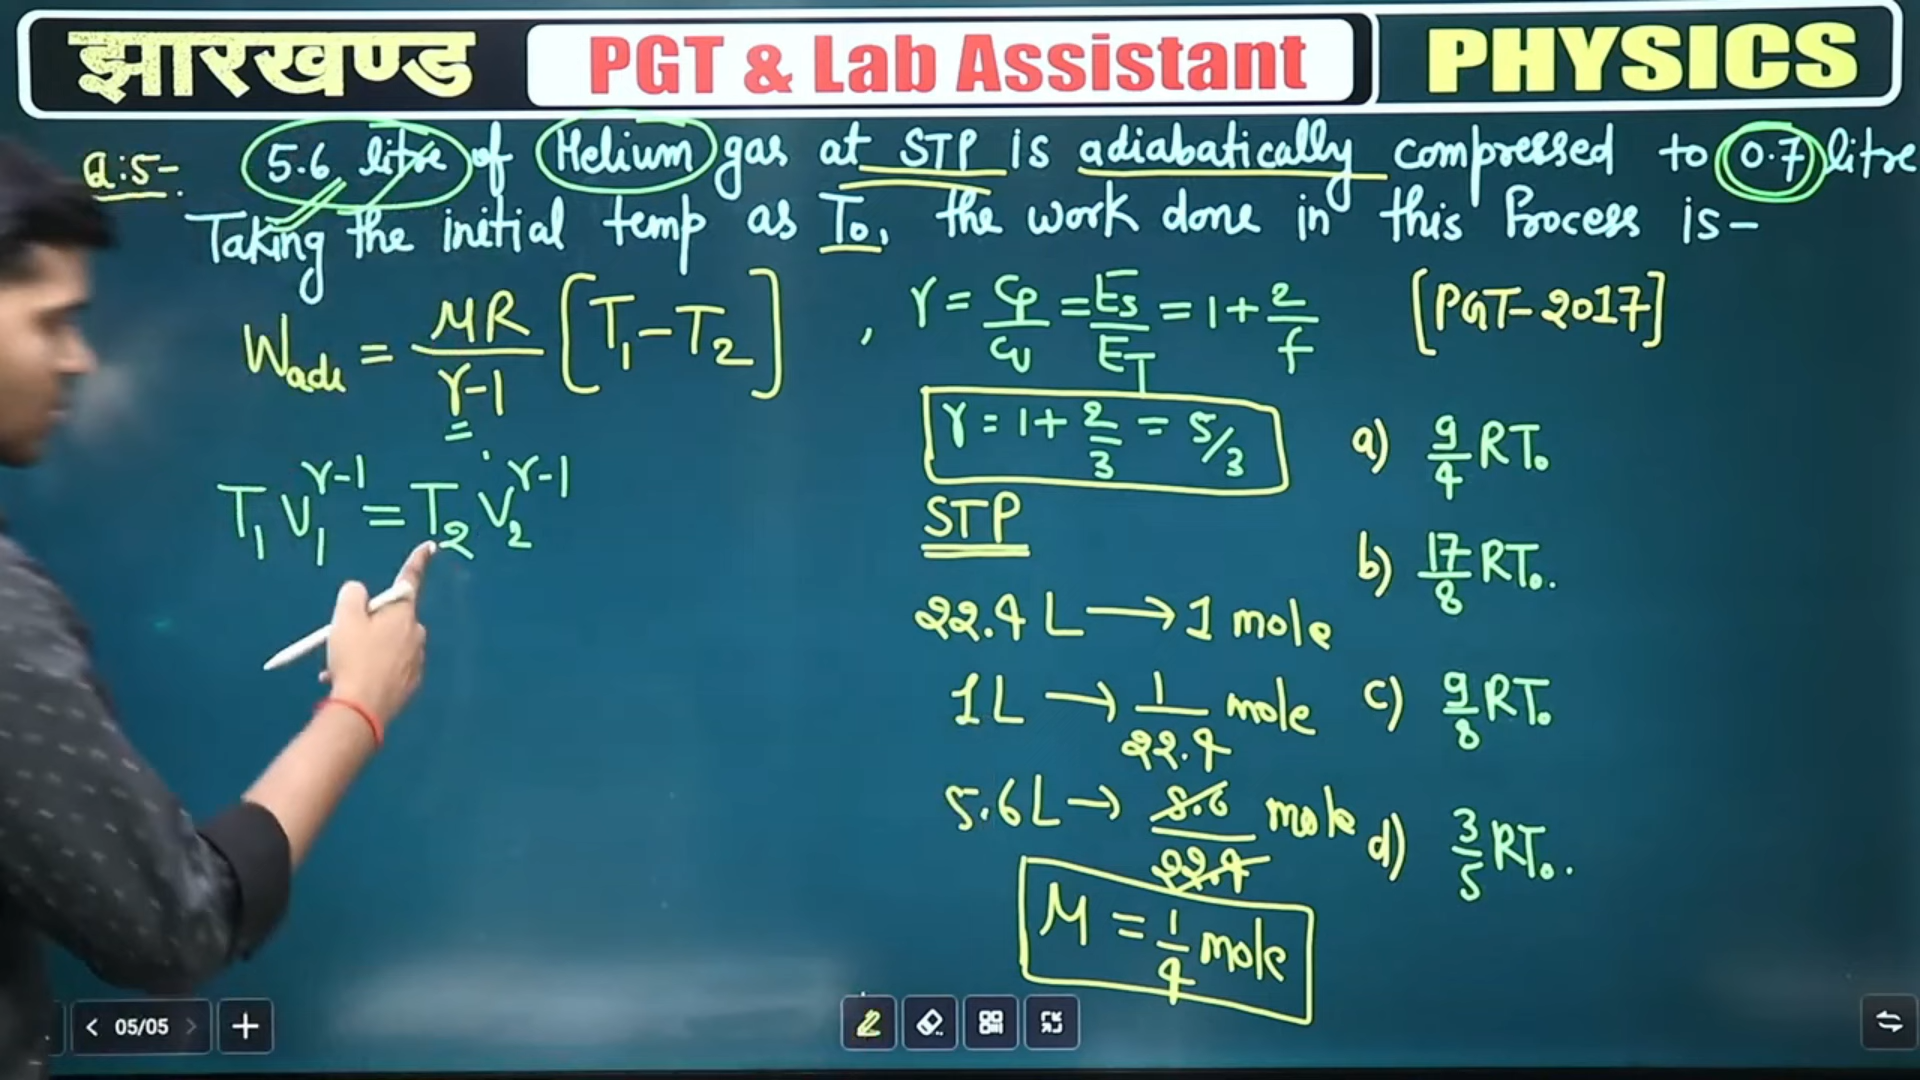 झारखण्ड PGT & Lab Assistant PHYSICS
Q:5- 5.6 litre of Helium gas at STP is adiabatically compressed to 0.7 litre
Taking the initial temp as T₀, the work done in this Process is-
W_adi = μR/(γ-1) [T₁-T₂] , γ = Cp/Cv = Es/E_T = 1+2/f [PGT-2017]
γ = 1+2/3 = 5/3
a) 9/4 RT₀
T₁V₁^(γ-1) = T₂V₂^(γ-1)
STP
b) 17/8 RT₀.
22.4 L → 1 mole
1L → 1/22.4 mole
c) 9/8 RT₀
5.6L → 5.6/22.4 mole
d) 3/5 RT₀.
μ = 1/4 mole
< 05/05 > +